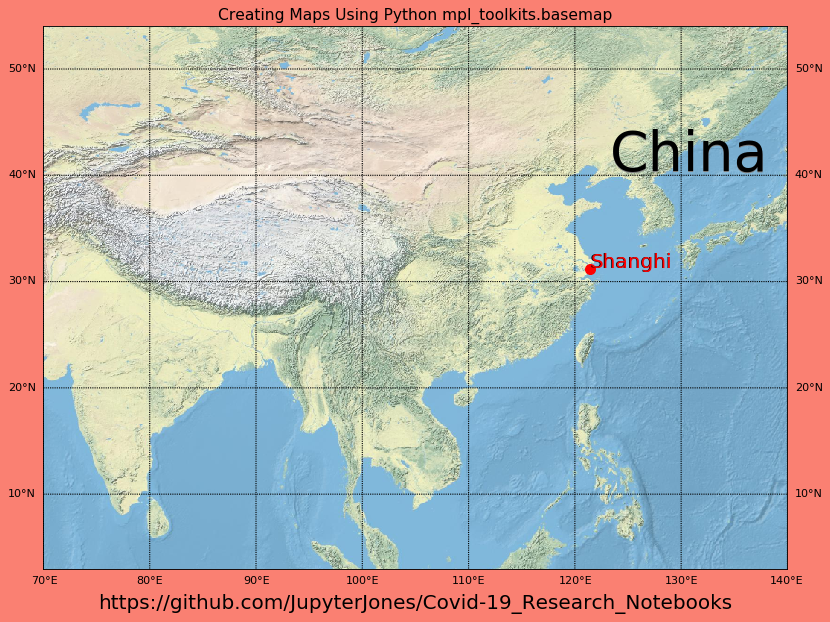 Creating Maps Using Python mpl_toolkits.basemap
50°N
50°N
China
40°N
40°N
Shanghi
30°N
30°N
20°N
20°N
10°N
10°N
70°E 80°E 90°E 100°E 110°E 120°E 130°E 140°E
https://github.com/JupyterJones/Covid-19_Research_Notebooks